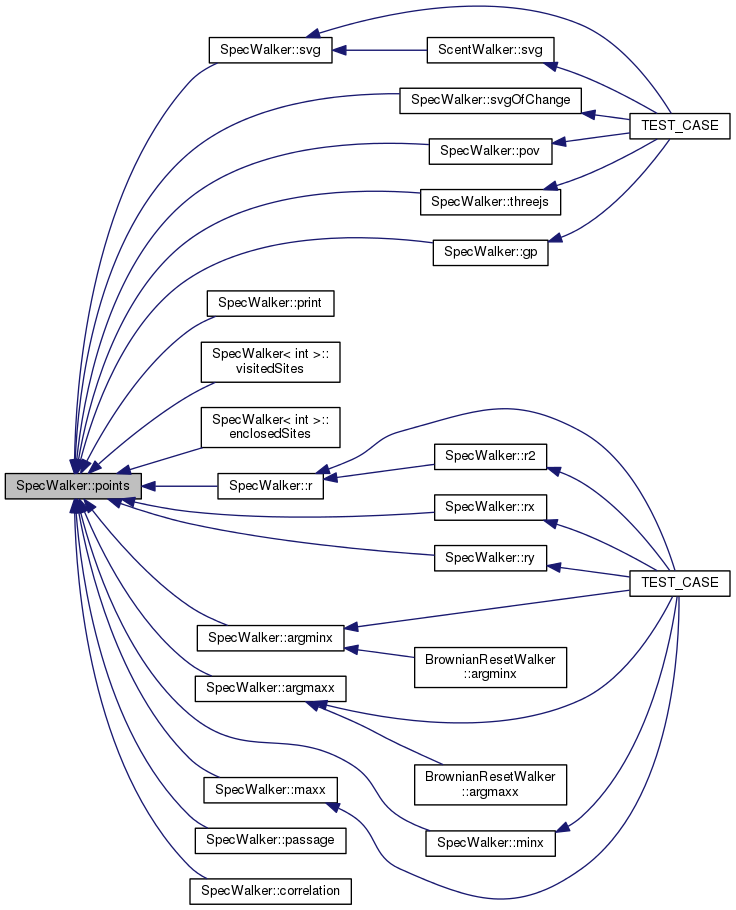 SpecWalker::svg
ScentWalker::svg
SpecWalker::svgOfChange
TEST_CASE
SpecWalker::pov
SpecWalker::threejs
SpecWalker::gp
SpecWalker::print
SpecWalker< int >::
visitedSites
SpecWalker< int >::
enclosedSites
SpecWalker::points
SpecWalker::r
SpecWalker::r2
SpecWalker::rx
SpecWalker::ry
TEST_CASE
SpecWalker::argminx
BrownianResetWalker
::argminx
SpecWalker::argmaxx
BrownianResetWalker
::argmaxx
SpecWalker::maxx
SpecWalker::passage
SpecWalker::minx
SpecWalker::correlation